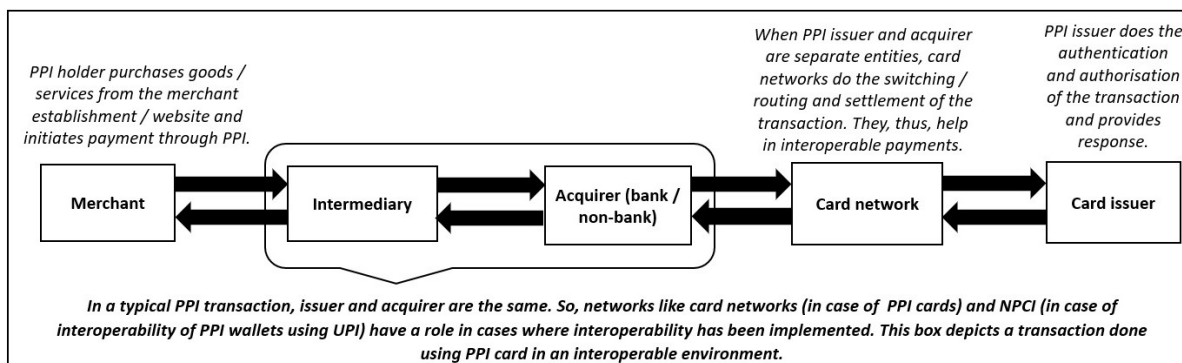 PPI holder purchases goods /
services from the merchant
establishment / website and
initiates payment through PPI.
When PPI issuer and acquirer
are separate entities, card
networks do the switching /
routing and settlement of the
transaction. They, thus, help
in interoperable payments.
PPI issuer does the
authentication
and authorisation
of the transaction
and provides
response.
Merchant
Intermediary
Acquirer (bank /
non-bank)
Card network
Card issuer
In a typical PPI transaction, issuer and acquirer are the same. So, networks like card networks (in case of PPI cards) and NPCI (in case of
interoperability of PPI wallets using UPI) have a role in cases where interoperability has been implemented. This box depicts a transaction done
using PPI card in an interoperable environment.